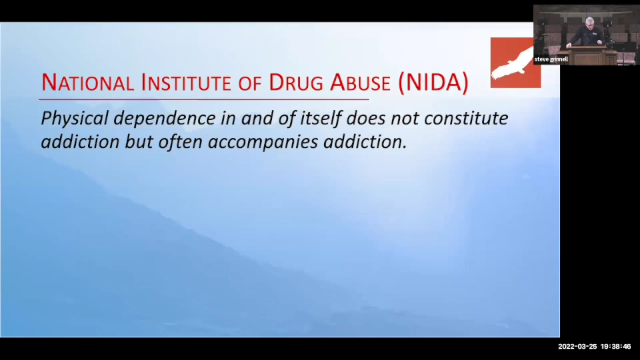 NATIONAL INSTITUTE OF DRUG ABUSE (NIDA)
Physical dependence in and of itself does not constitute
addiction but often accompanies addiction.
steve grinnell
2022-03-25 19:38:46